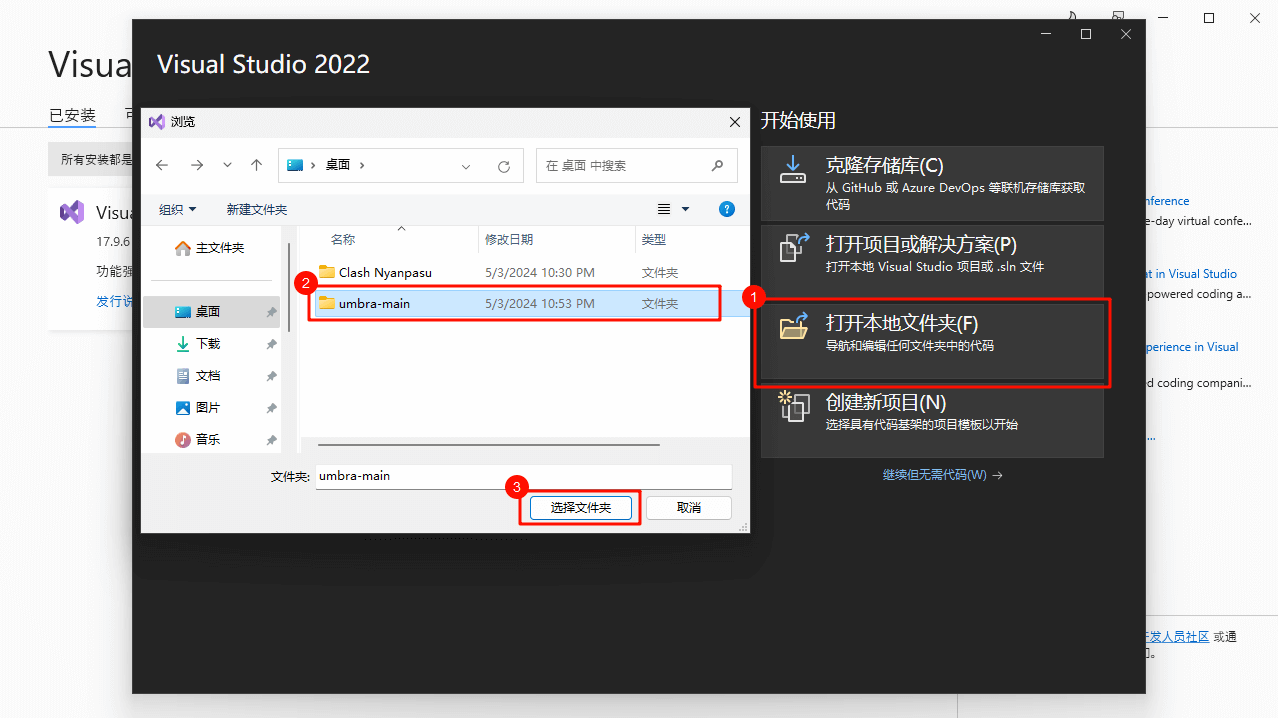 Visua
已安装
所有安装都是
Visua
17.9.6
功能强
发行说
Visual Studio 2022
浏览
桌面
在 桌面 中搜索
组织
新建文件夹
主文件夹
桌面
下载
文档
图片
音乐
名称
修改日期
类型
Clash Nyanpasu
5/3/2024 10:30 PM
文件夹
2
umbra-main
5/3/2024 10:53 PM
文件夹
文件夹:
umbra-main
3
选择文件夹
取消
开始使用
克隆存储库(C)
从 GitHub 或 Azure DevOps 等联机存储库获取
代码
打开项目或解决方案(P)
打开本地 Visual Studio 项目或 .sln 文件
1
打开本地文件夹(F)
导航和编辑任何文件夹中的代码
创建新项目(N)
选择具有代码基架的项目模板以开始
继续但无需代码(W) →
nference
e-day virtual confe...
at in Visual Studio
powered coding a...
perience in Visual
ed coding compani...
...
发人员社区 或通